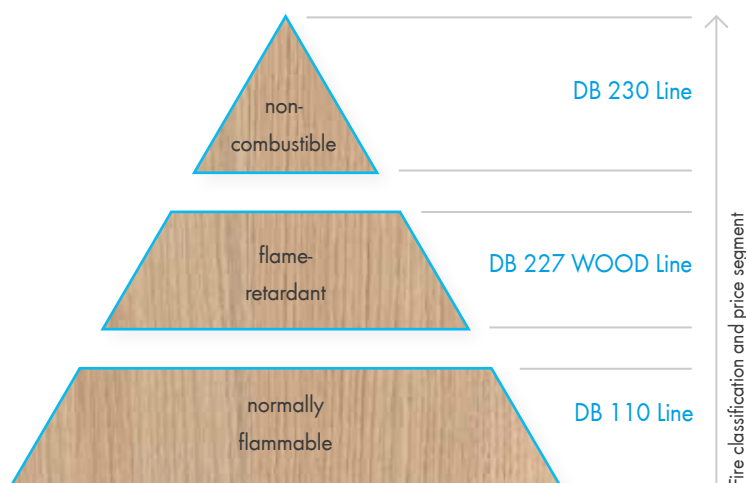 non-
combustible
DB 230 Line
flame-
retardant
DB 227 WOOD Line
normally
flammable
DB 110 Line
Fire classification and price segment